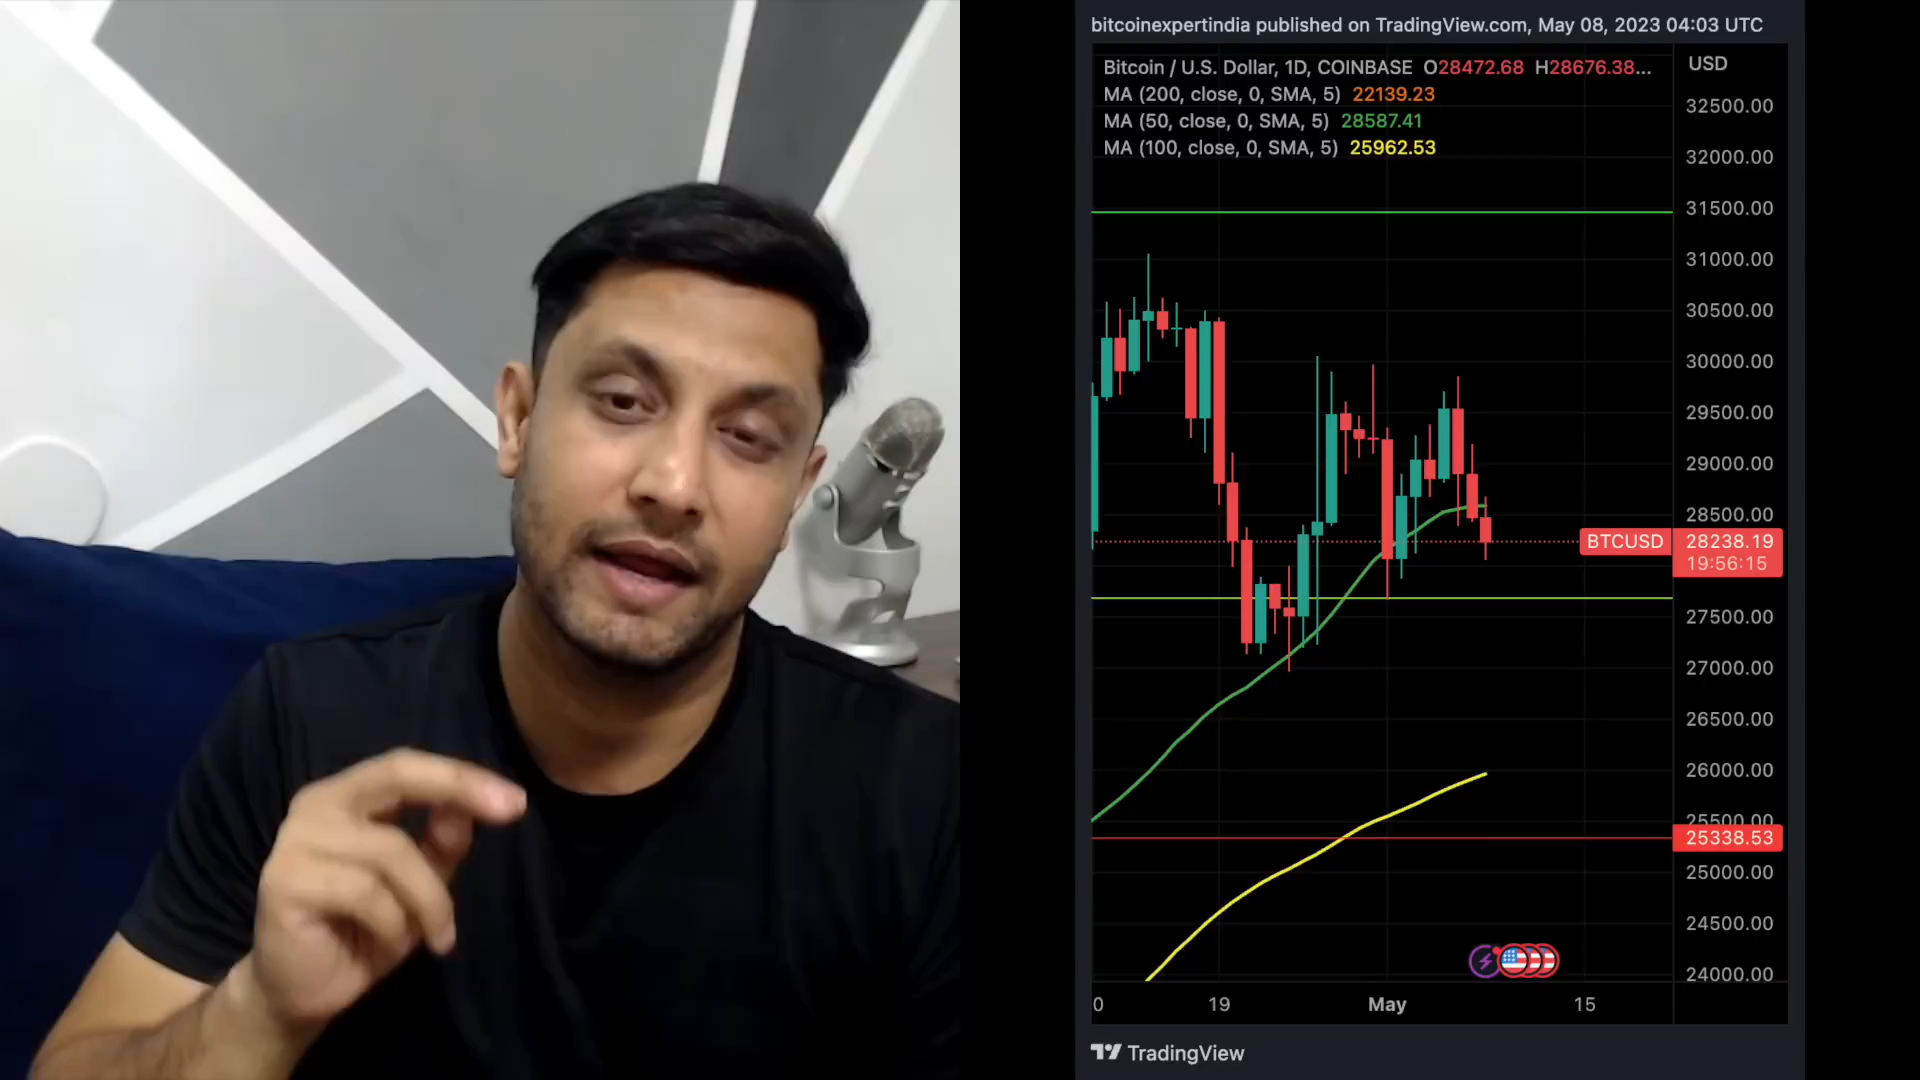 bitcoinexpertindia published on TradingView.com, May 08, 2023 04:03 UTC
Bitcoin / U.S. Dollar, 1D, COINBASE O28472.68 H28676.38...
MA (200, close, 0, SMA, 5) 22139.23
MA (50, close, 0, SMA, 5) 28587.41
MA (100, close, 0, SMA, 5) 25962.53
USD
32500.00
32000.00
31500.00
31000.00
30500.00
30000.00
29500.00
29000.00
28500.00
BTCUSD 28238.19
19:56:15
27500.00
27000.00
26500.00
26000.00
25500.00
25338.53
25000.00
24500.00
24000.00
0 19 May 15
TradingView